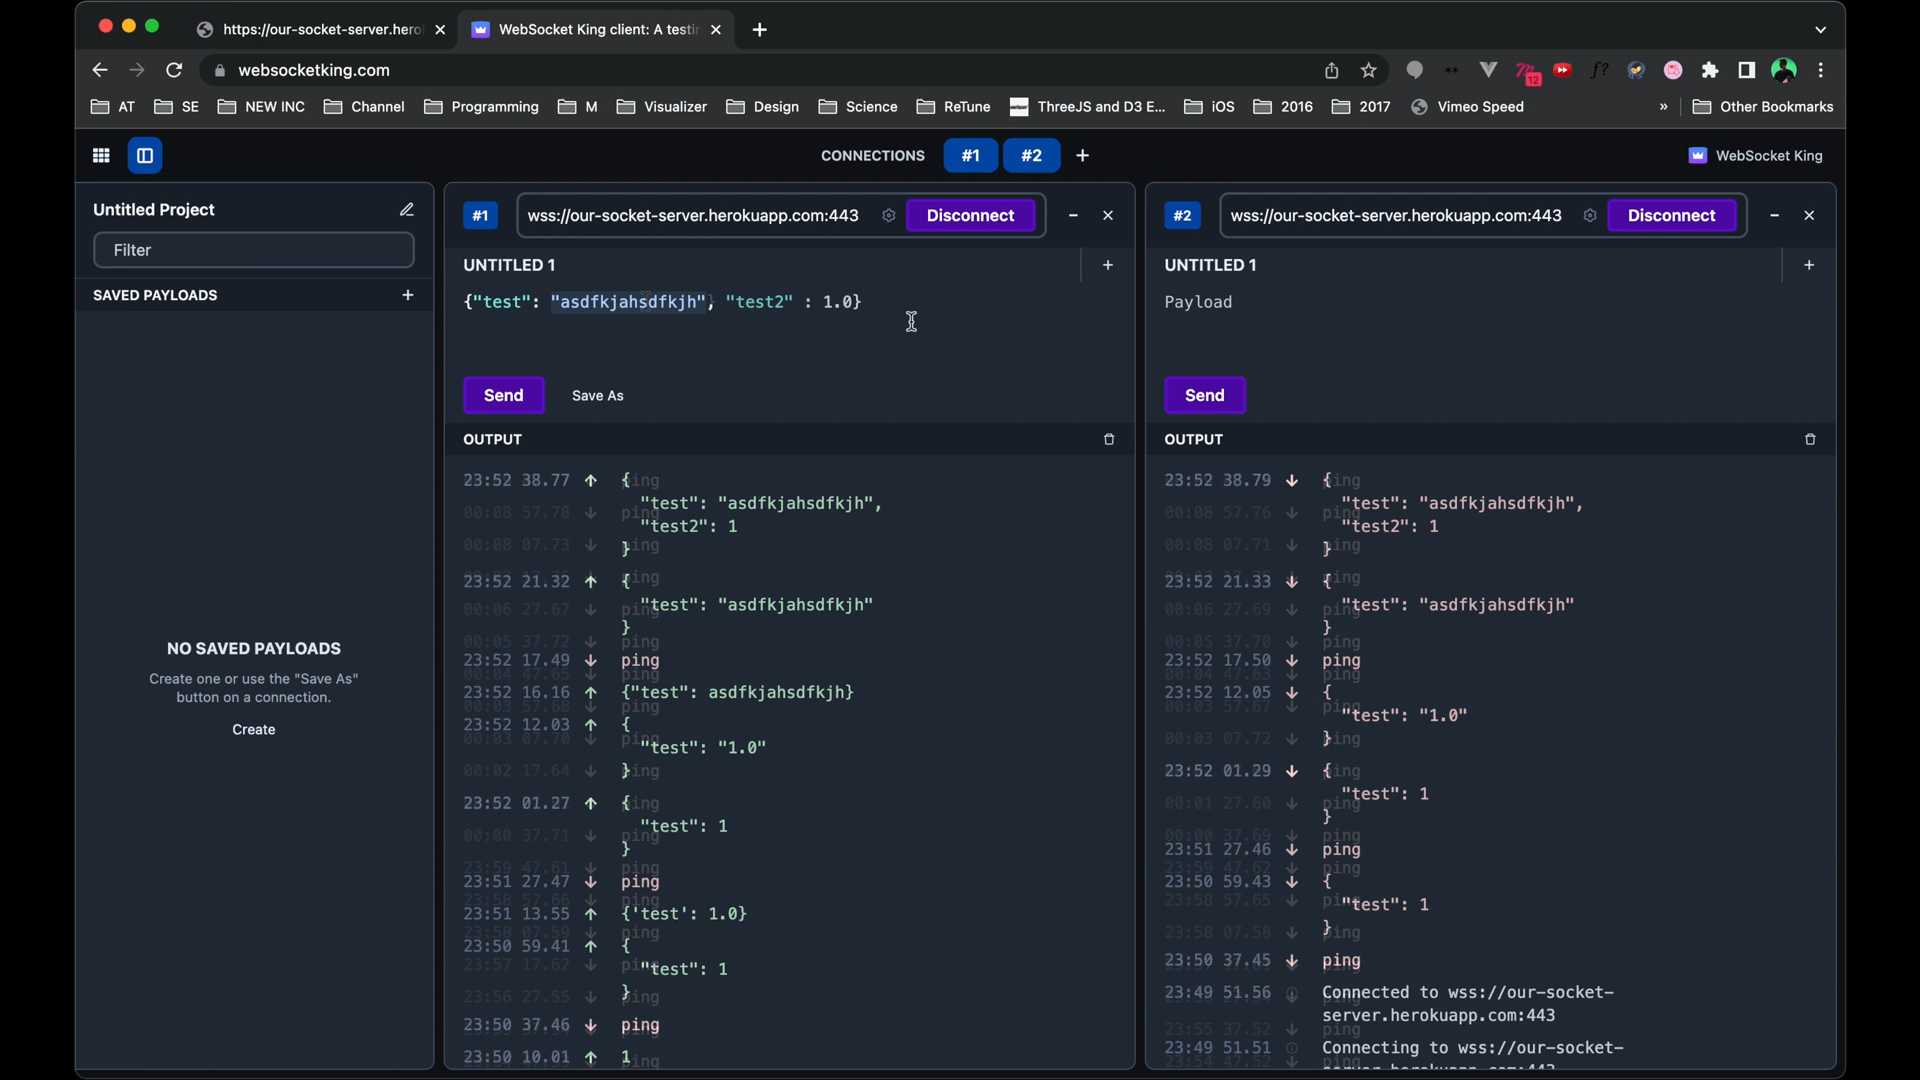 https://our-socket-server.hero
WebSocket King client: A testi
websocketking.com
12
f?
AT
SE
NEW INC
Channel
Programming
M
Visualizer
Design
Science
ReTune
ThreeJS and D3 E...
iOS
2016
2017
Vimeo Speed
»
Other Bookmarks
CONNECTIONS
#1
#2
WebSocket King
Untitled Project
Filter
SAVED PAYLOADS
NO SAVED PAYLOADS
Create one or use the "Save As"
button on a connection.
Create
#1
wss://our-socket-server.herokuapp.com:443
Disconnect
UNTITLED 1
{"test": "asdfkjahsdfkjh", "test2" : 1.0}
Send
Save As
OUTPUT
23:52 38.77 ↑ {
"test": "asdfkjahsdfkjh",
"test2": 1
}
23:52 21.32 ↑ {
"test": "asdfkjahsdfkjh"
}
23:52 17.49 ↓ ping
23:52 16.16 ↑ {"test": asdfkjahsdfkjh}
23:52 12.03 ↑ {
"test": "1.0"
}
23:52 01.27 ↑ {
"test": 1
}
23:51 27.47 ↓ ping
23:51 13.55 ↑ {'test': 1.0}
23:50 59.41 ↑ {
"test": 1
}
23:50 37.46 ↓ ping
23:50 10.01 ↑ 1
#2
wss://our-socket-server.herokuapp.com:443
Disconnect
UNTITLED 1
Payload
Send
OUTPUT
23:52 38.79 ↓ {
"test": "asdfkjahsdfkjh",
"test2": 1
}
23:52 21.33 ↓ {
"test": "asdfkjahsdfkjh"
}
23:52 17.50 ↓ ping
23:52 12.05 ↓ {
"test": "1.0"
}
23:52 01.29 ↓ {
"test": 1
}
23:51 27.46 ↓ ping
23:50 59.43 ↓ {
"test": 1
}
23:50 37.45 ↓ ping
23:49 51.56 Connected to wss://our-socket-
server.herokuapp.com:443
23:49 51.51 Connecting to wss://our-socket-
server.herokuapp.com:443